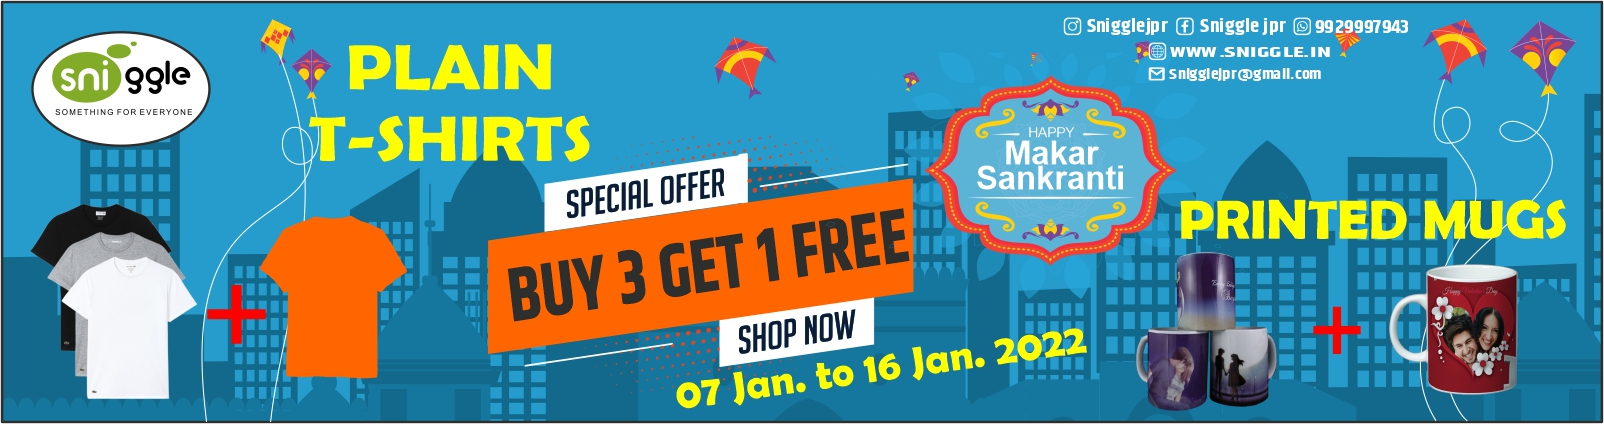 sniggle
SOMETHING FOR EVERYONE
PLAIN
T-SHIRTS
SPECIAL OFFER
BUY 3 GET 1 FREE
SHOP NOW
07 Jan. to 16 Jan. 2022
Snigglejpr Sniggle jpr 9929997943
WWW.SNIGGLE.IN
Snigglejpr@gmail.com
HAPPY
Makar
Sankranti
PRINTED MUGS